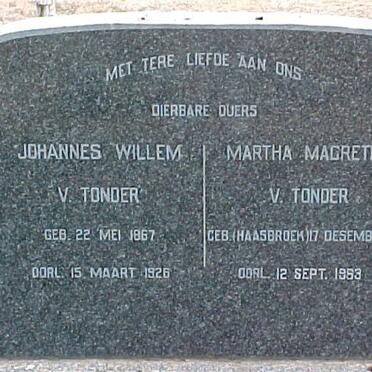 MET TERE LIEFDE AAN ONS
DIERBARE OUERS
JOHANNES WILLEM
V. TONDER
GEB. 22 MEI 1867
OORL. 15 MAART 1926
MARTHA MAGRET
V. TONDER
GEB. (HAASBROEK) 17 DESEMB
OORL. 12 SEPT. 1953